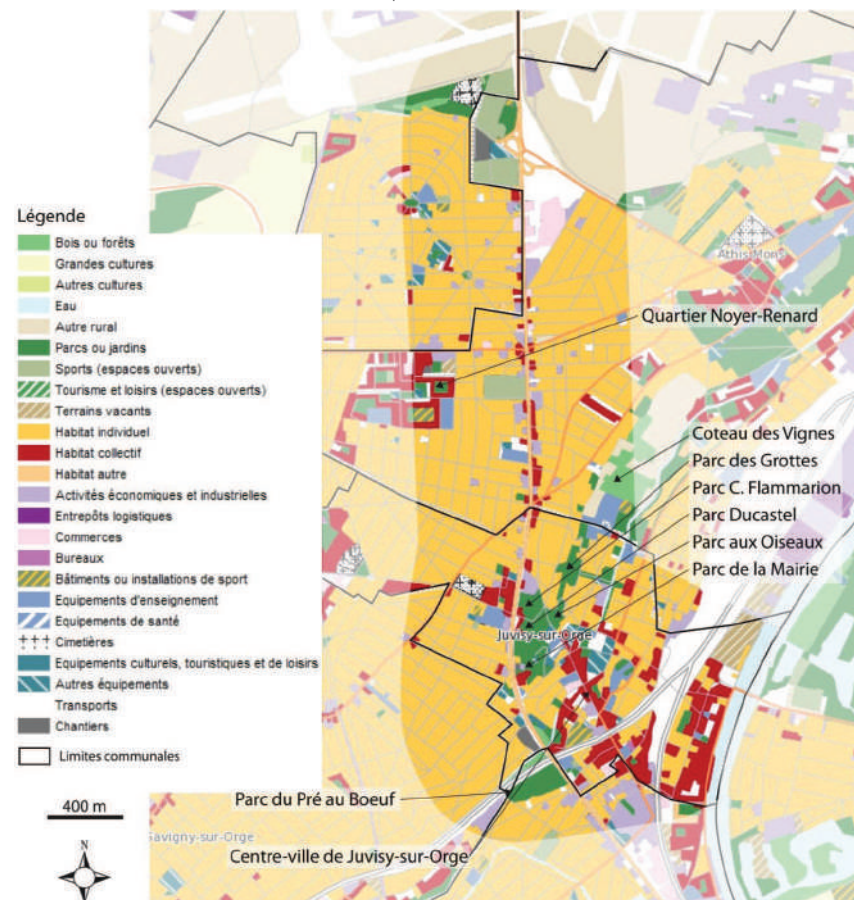 Légende
Bois ou forêts
Grandes cultures
Autres cultures
Eau
Autre rural
Parcs ou jardins
Sports (espaces ouverts)
Tourisme et loisirs (espaces ouverts)
Terrains vacants
Habitat individuel
Habitat collectif
Habitat autre
Activités économiques et industrielles
Entrepôts logistiques
Commerces
Bureaux
Bâtiments ou installations de sport
Equipements d'enseignement
Equipements de santé
Cimetières
Equipements culturels, touristiques et de loisirs
Autres équipements
Transports
Chantiers
Limites communales
400 m
N
Athis-Mons
Quartier Noyer-Renard
Coteau des Vignes
Parc des Grottes
Parc C. Flammarion
Parc Ducastel
Parc aux Oiseaux
Parc de la Mairie
Juvisy-sur-Orge
Parc du Pré au Boeuf
Savigny-sur-Orge
Centre-ville de Juvisy-sur-Orge